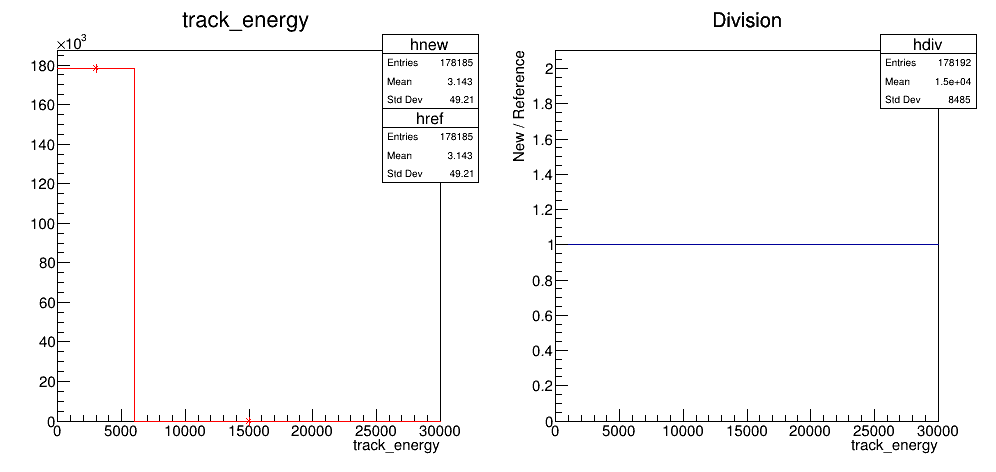 track_energy
×10³
180
160
140
120
100
80
60
40
20
0
0 5000 10000 15000 20000 25000 30000
track_energy
hnew
Entries 178185
Mean 3.143
Std Dev 49.21
href
Entries 178185
Mean 3.143
Std Dev 49.21
Division
New / Reference
2
1.8
1.6
1.4
1.2
1
0.8
0.6
0.4
0.2
0
0 5000 10000 15000 20000 25000 30000
track_energy
hdiv
Entries 178192
Mean 1.5e+04
Std Dev 8485